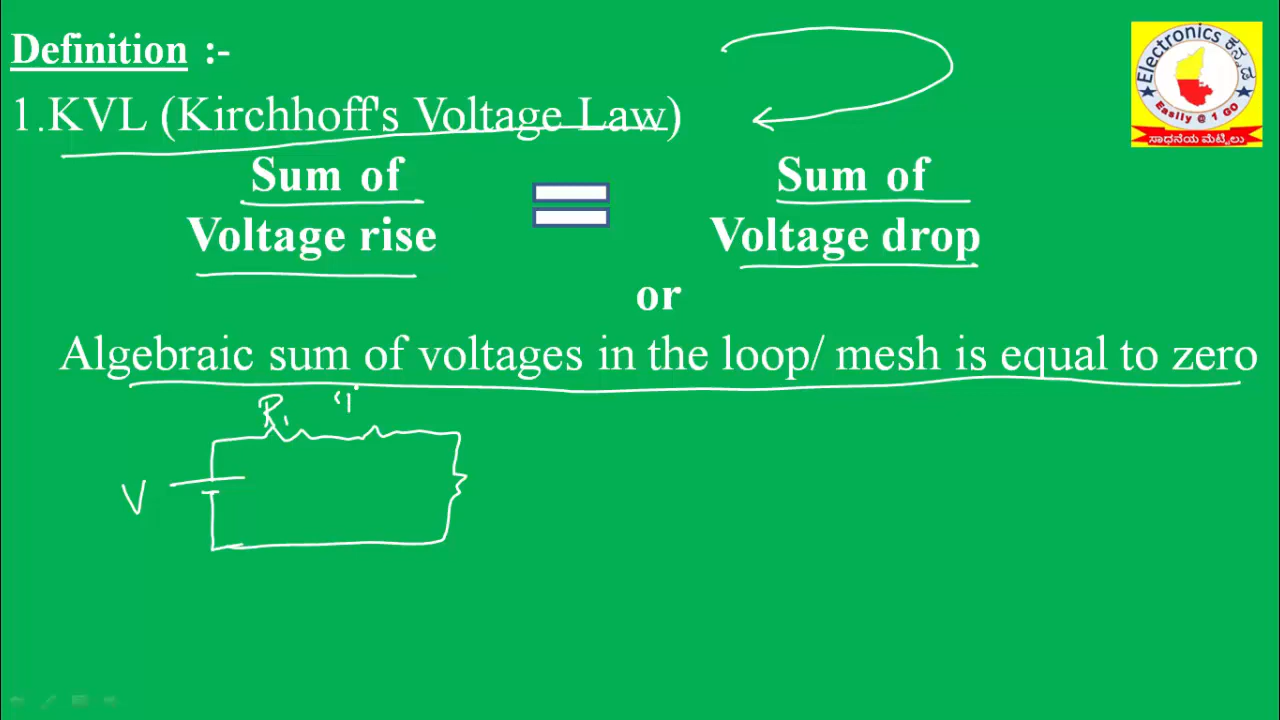 Definition :-
1.KVL (Kirchhoff's Voltage Law)
Sum of
Voltage rise
Sum of
Voltage drop
or
Algebraic sum of voltages in the loop/ mesh is equal to zero
R1
V
Electronics ಕನ್ನಡ
Easily @ 1 GO
ಸಾಧನೆಯ ಮೆಟ್ಟಿಲು